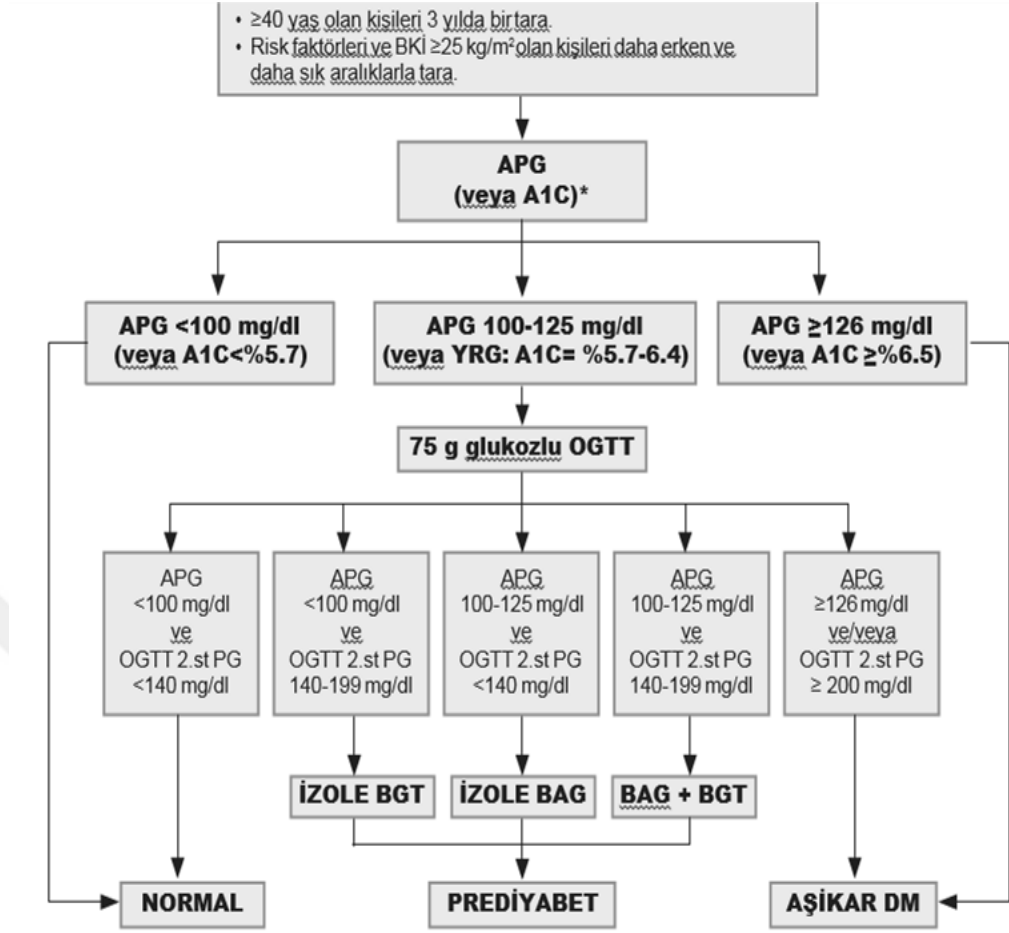 • ≥40 yaş olan kişileri 3 yılda birtara.
• Risk faktörleri ve BKİ ≥25 kg/m² olan kişileri daha erken ve
daha sık aralıklarla tara.
APG
(veya A1C)*
APG <100 mg/dl
(veya A1C<%5.7)
APG 100-125 mg/dl
(veya YRG: A1C= %5.7-6.4)
APG ≥126 mg/dl
(veya A1C ≥%6.5)
75 g glukozlu OGTT
APG
<100 mg/dl
ve
OGTT 2.st PG
<140 mg/dl
APG
<100 mg/dl
ve
OGTT 2.st PG
140-199 mg/dl
APG
100-125 mg/dl
ve
OGTT 2.st PG
<140 mg/dl
APG
100-125 mg/dl
ve
OGTT 2.st PG
140-199 mg/dl
APG
≥126 mg/dl
ve/veya
OGTT 2.st PG
≥ 200 mg/dl
İZOLE BGT
İZOLE BAG
BAG + BGT
NORMAL
PREDİYABET
AŞİKAR DM